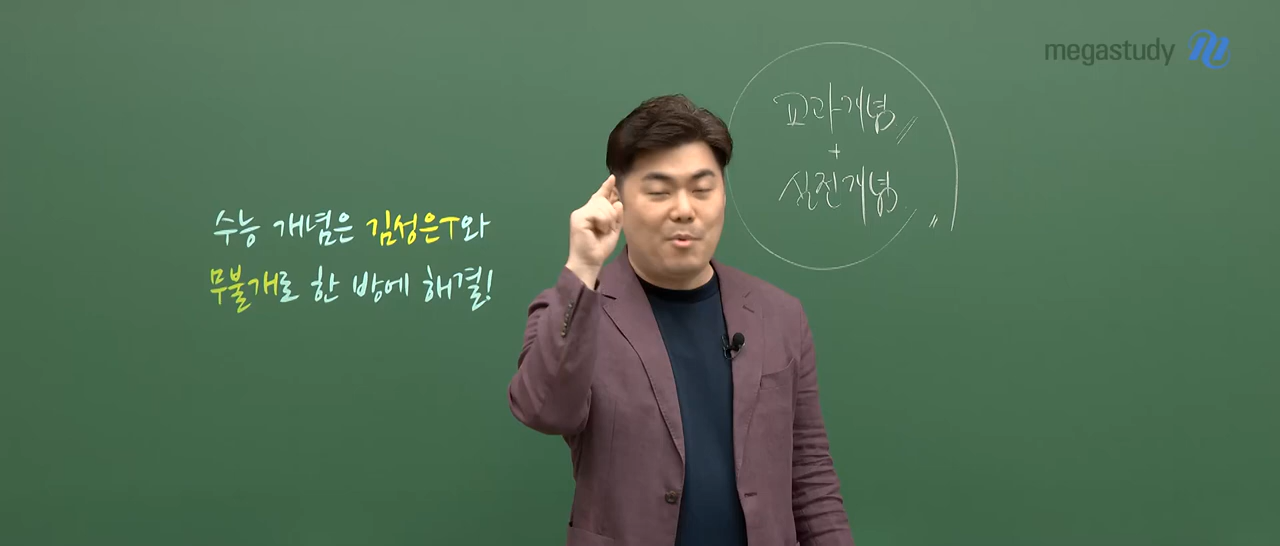 megastudy
교과개념
+
실전개념
수능 개념은 김성은T와
무불개로 한 방에 해결!